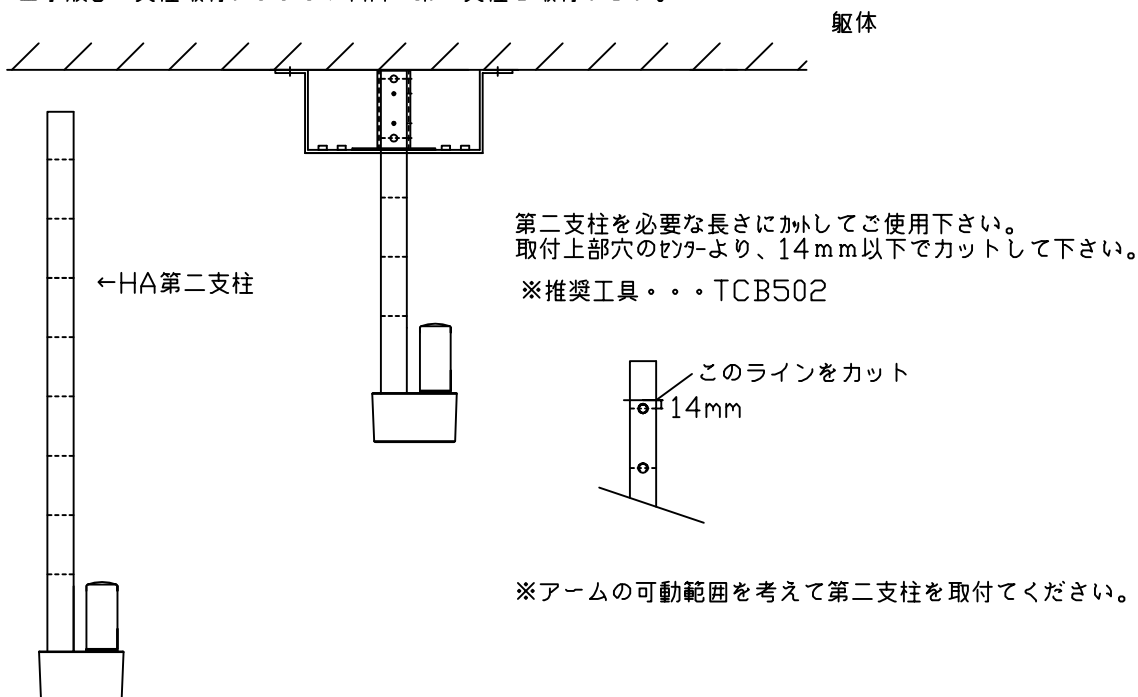 躯体
第二支柱を必要な長さにカットしてご使用下さい。
取付上部穴のセンターより、14mm以下でカットして下さい。
←HA第二支柱
※推奨工具・・・TCB502
このラインをカット
14mm
※アームの可動範囲を考えて第二支柱を取付てください。